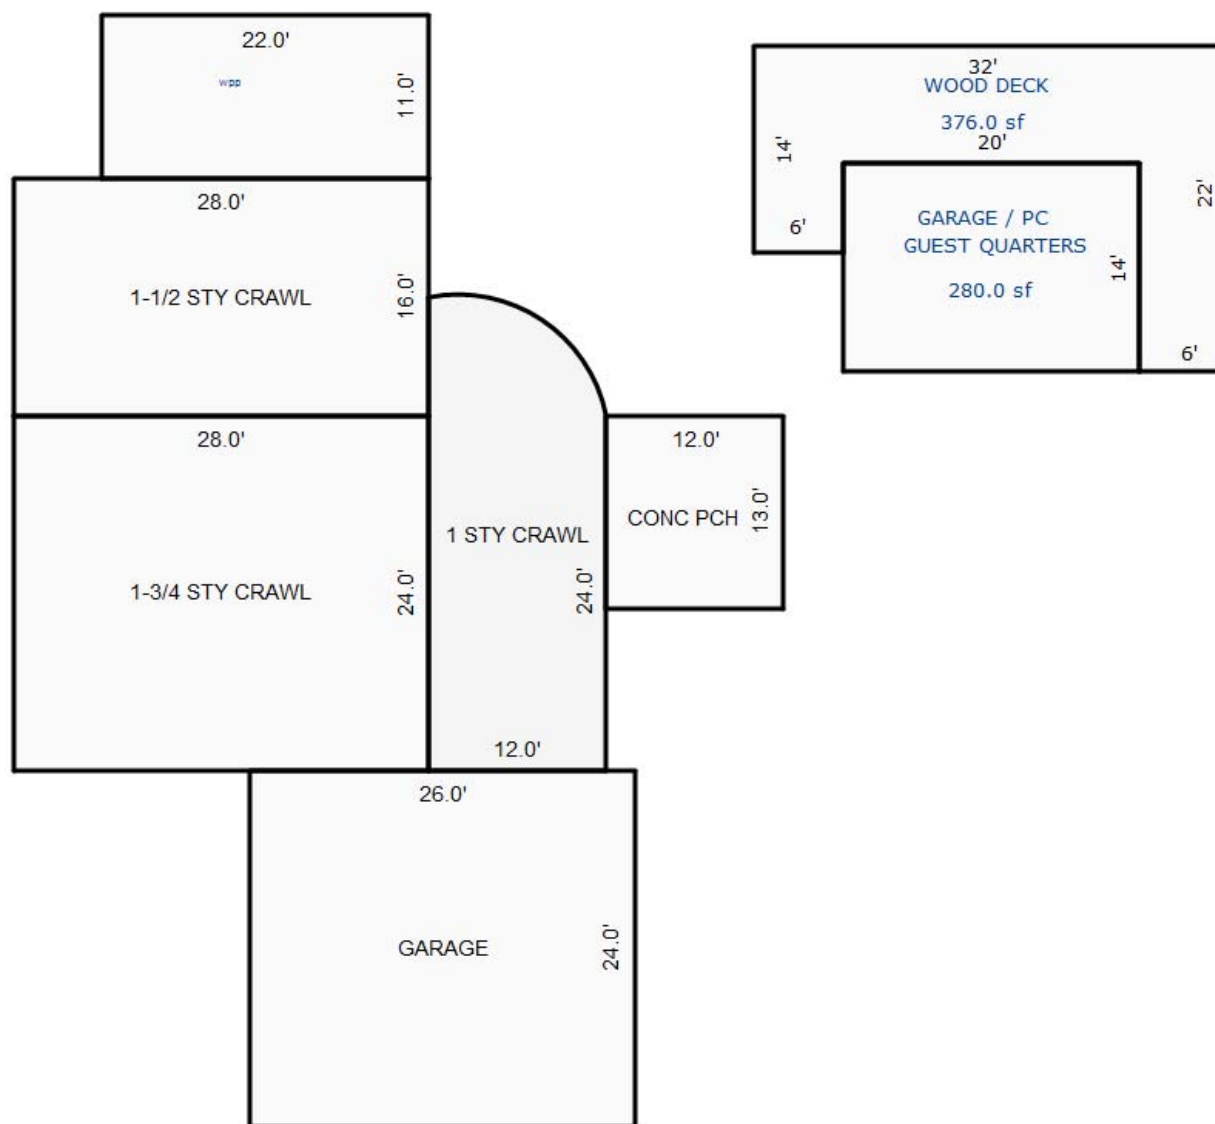 22.0'
wpp
11.0'
28.0'
1-1/2 STY CRAWL
16.0'
28.0'
1-3/4 STY CRAWL
24.0'
1 STY CRAWL
24.0'
12.0'
12.0'
CONC PCH
13.0'
26.0'
GARAGE
24.0'
32'
WOOD DECK
376.0 sf
20'
14'
6'
22'
GARAGE / PC
GUEST QUARTERS
14'
280.0 sf
6'